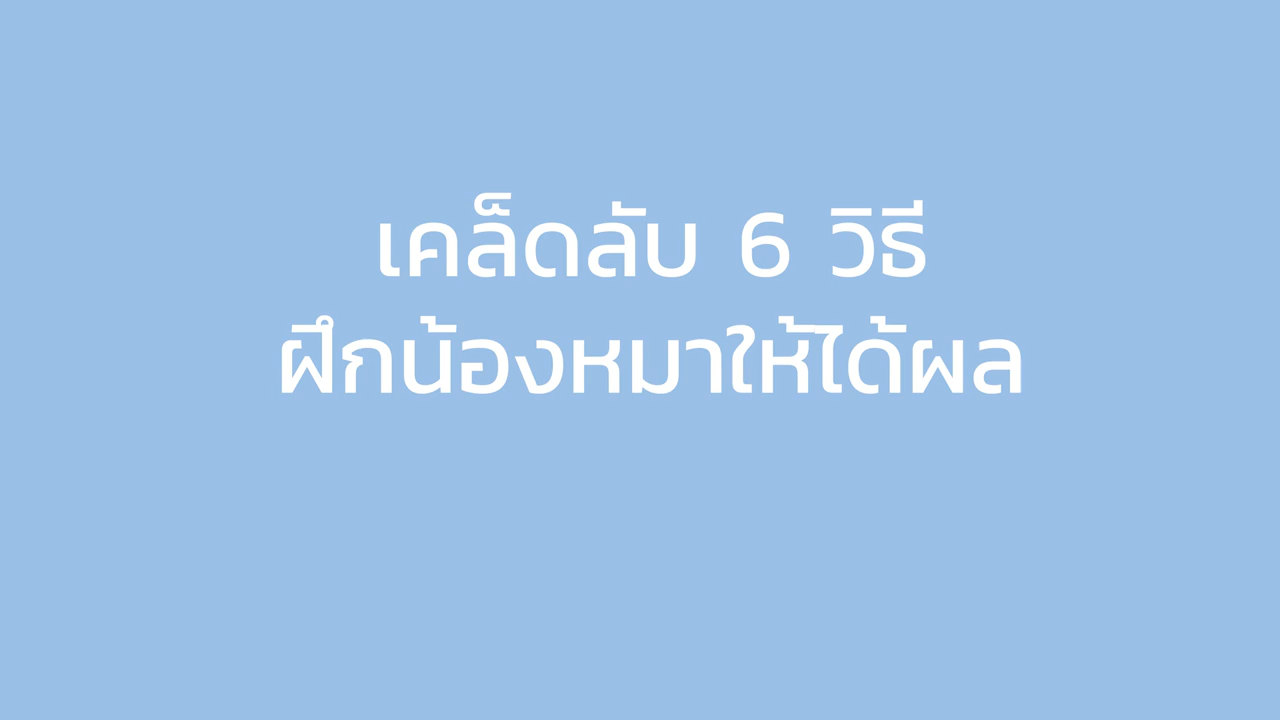 เคล็ดลับ 6 วิธี
ฝึกน้องหมาให้ได้ผล